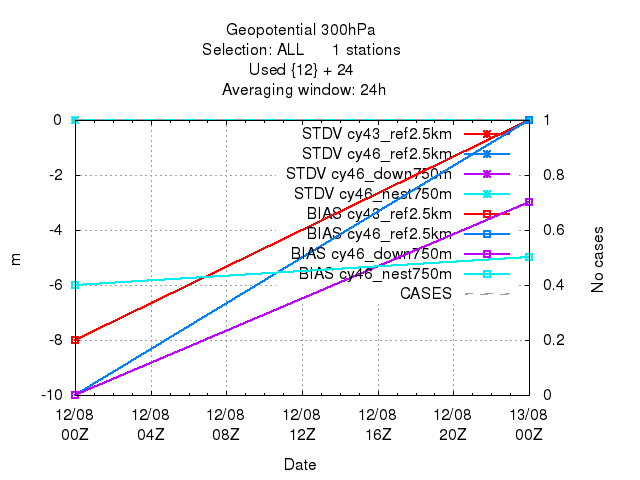 Geopotential 300hPa
Selection: ALL 1 stations
Used {12} + 24
Averaging window: 24h
0
-2
-4
-6
-8
-10
m
1
0.8
0.6
0.4
0.2
0
No cases
STDV cy43_ref2.5km
STDV cy46_ref2.5km
STDV cy46_down750m
STDV cy46_nest750m
BIAS cy43_ref2.5km
BIAS cy46_ref2.5km
BIAS cy46_down750m
BIAS cy46_nest750m
CASES
12/08 12/08 12/08 12/08 12/08 12/08 13/08
00Z 04Z 08Z 12Z 16Z 20Z 00Z
Date